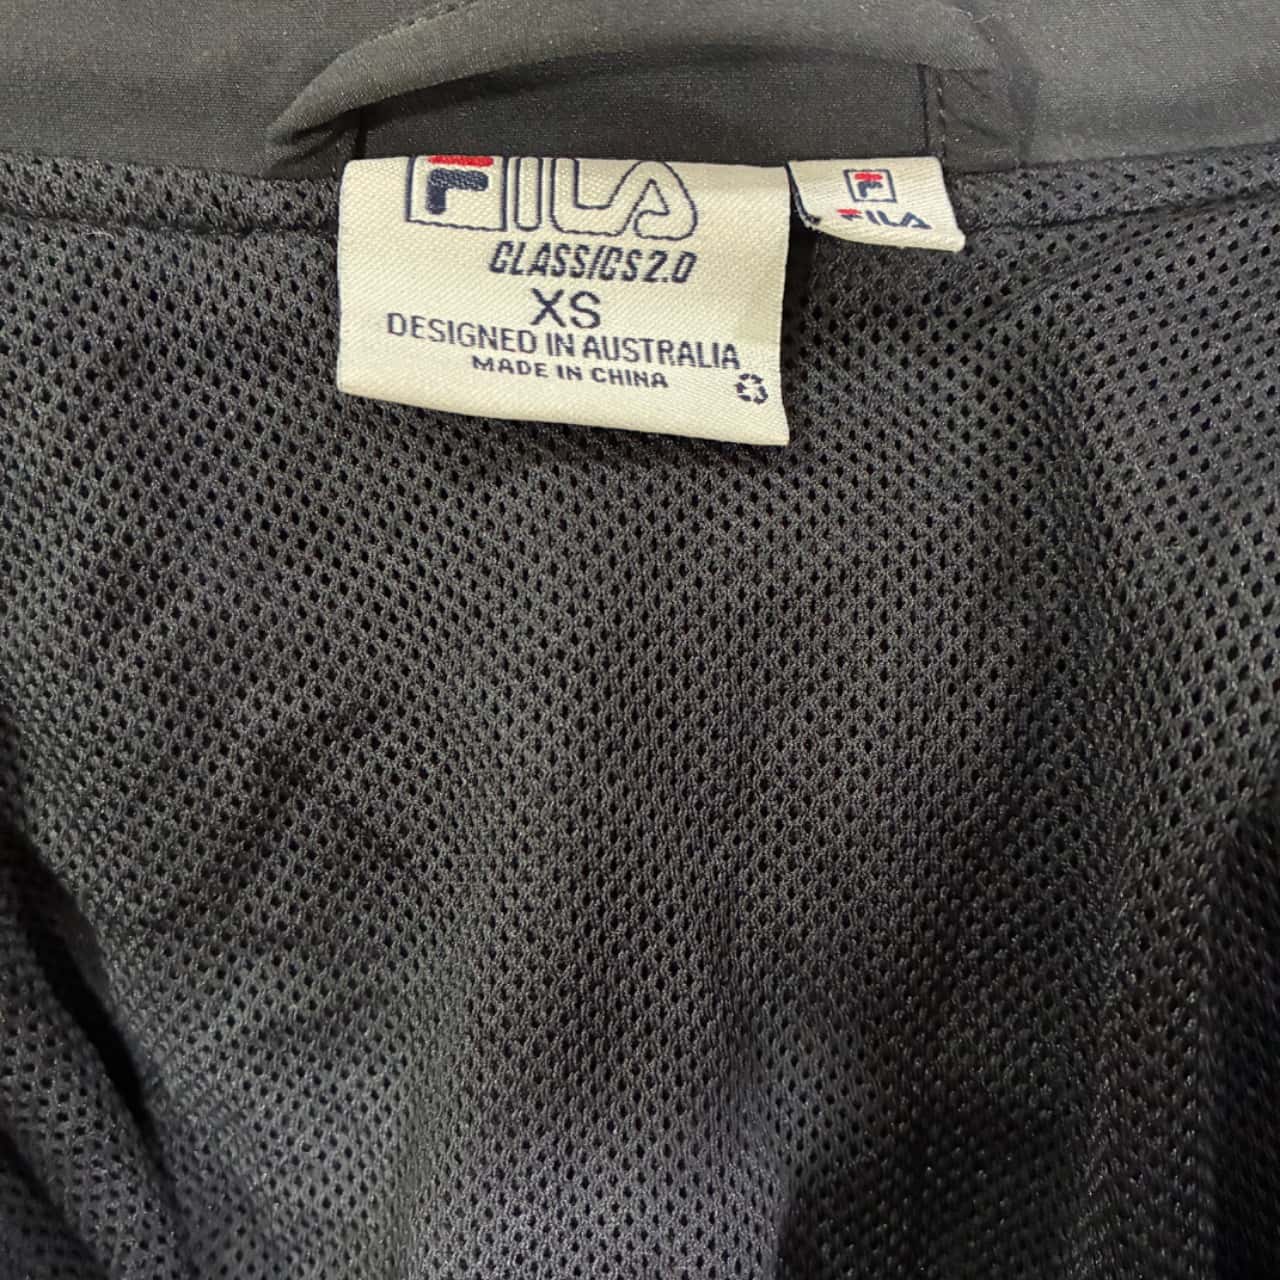 FILA
CLASSICS 2.0
XS
DESIGNED IN AUSTRALIA
MADE IN CHINA
F
FILA